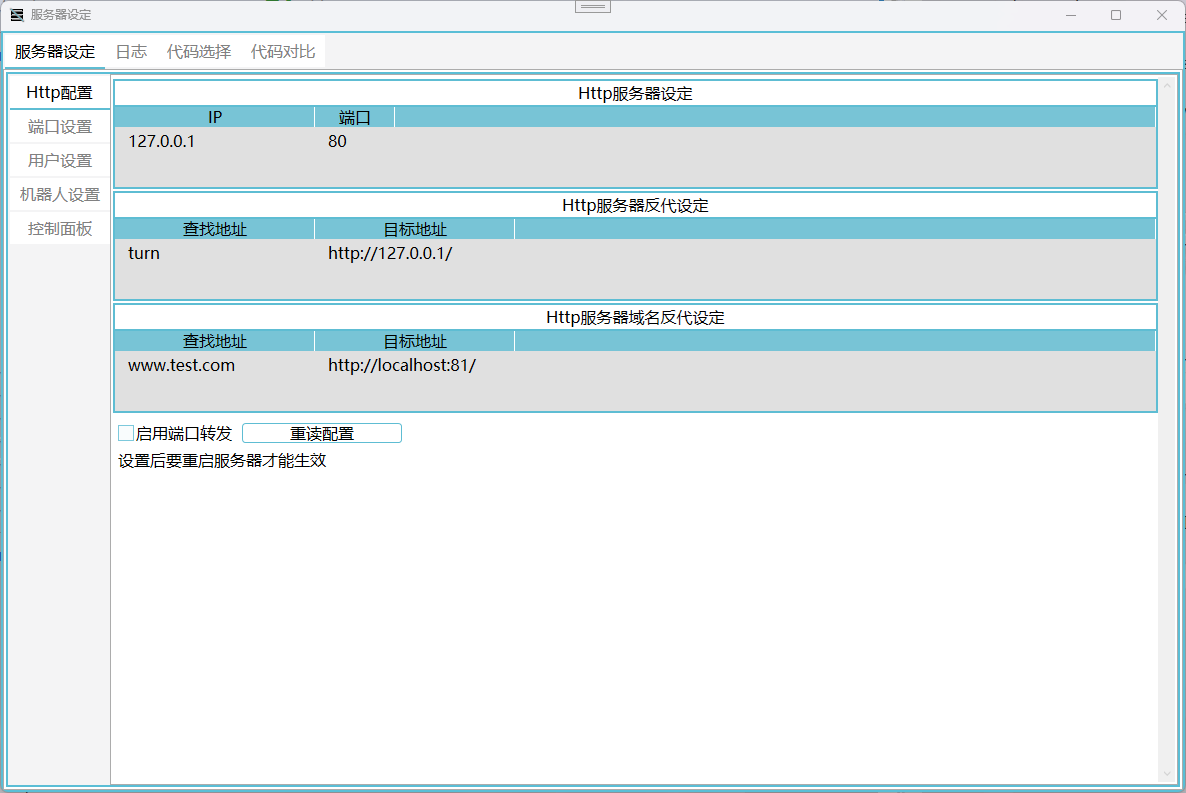 服务器设定
服务器设定 日志 代码选择 代码对比
Http配置
端口设置
用户设置
机器人设置
控制面板
Http服务器设定
IP 端口
127.0.0.1 80
Http服务器反代设定
查找地址 目标地址
turn http://127.0.0.1/
Http服务器域名反代设定
查找地址 目标地址
www.test.com http://localhost:81/
启用端口转发 重读配置
设置后要重启服务器才能生效